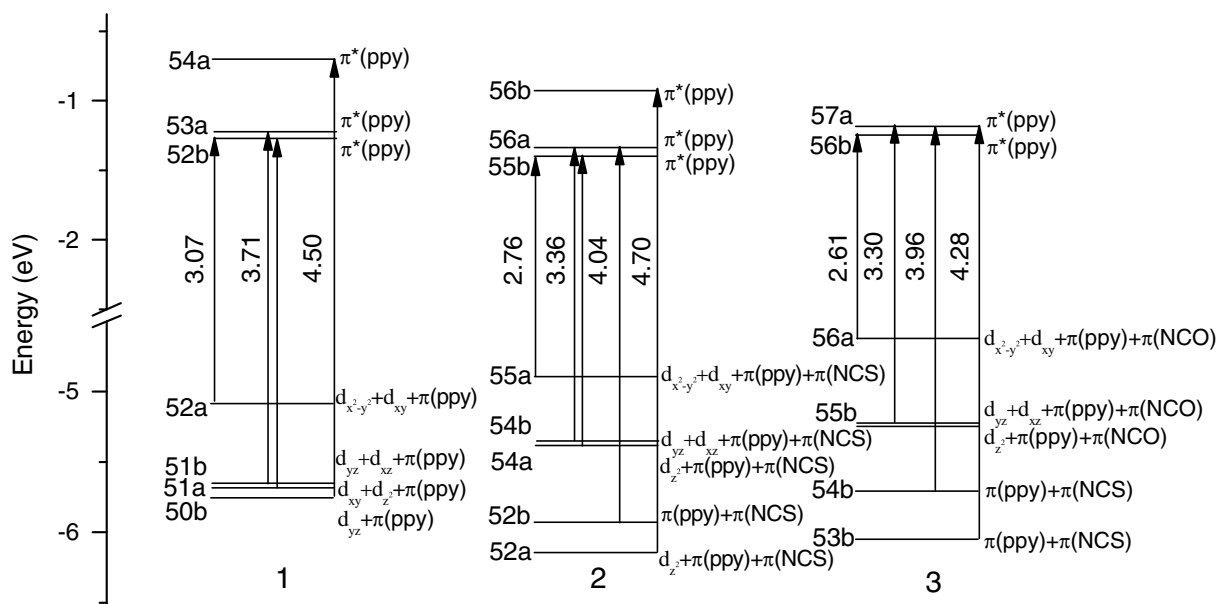 Energy (eV)
-1
-2
-5
-6
54a
π*(ppy)
53a
π*(ppy)
52b
π*(ppy)
3.07
3.71
4.50
52a
dx²-y²+dxy+π(ppy)
51b
dyz+dxz+π(ppy)
51a
dxy+dz²+π(ppy)
50b
dyz+π(ppy)
1
56b
π*(ppy)
56a
π*(ppy)
55b
π*(ppy)
2.76
3.36
4.04
4.70
55a
dx²-y²+dxy+π(ppy)+π(NCS)
54b
dyz+dxz+π(ppy)+π(NCS)
54a
dz²+π(ppy)+π(NCS)
52b
π(ppy)+π(NCS)
52a
dz²+π(ppy)+π(NCS)
2
57a
π*(ppy)
56b
π*(ppy)
2.61
3.30
3.96
4.28
56a
dx²-y²+dxy+π(ppy)+π(NCO)
55b
dyz+dxz+π(ppy)+π(NCO)
dz²+π(ppy)+π(NCO)
54b
π(ppy)+π(NCS)
53b
π(ppy)+π(NCS)
3